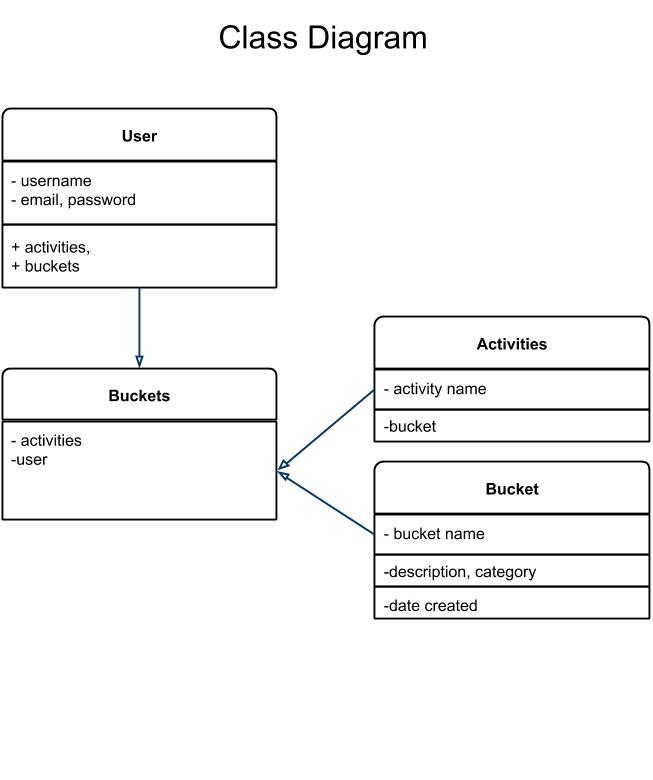 Class Diagram
User
- username
- email, password
+ activities,
+ buckets
Buckets
- activities
-user
Activities
- activity name
-bucket
Bucket
- bucket name
-description, category
-date created